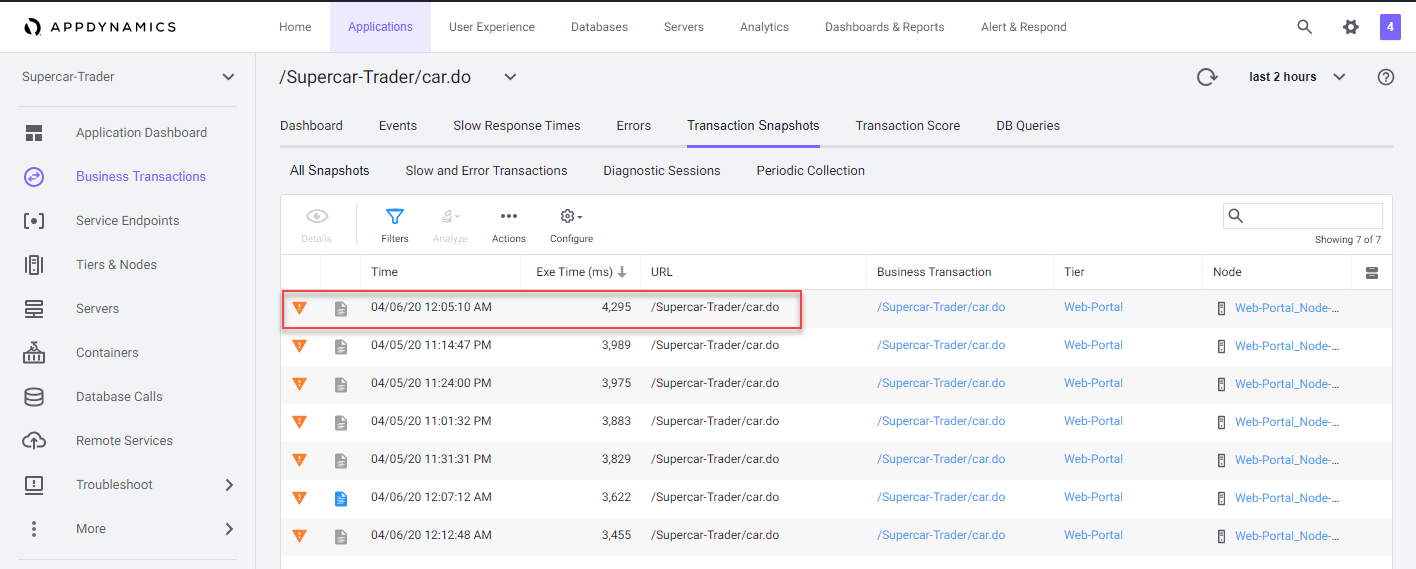 APPDYNAMICS Home Applications User Experience Databases Servers Analytics Dashboards & Reports Alert & Respond 4
Supercar-Trader /Supercar-Trader/car.do last 2 hours
Dashboard Events Slow Response Times Errors Transaction Snapshots Transaction Score DB Queries
Application Dashboard
Business Transactions
Service Endpoints
Tiers & Nodes
Servers
Containers
Database Calls
Remote Services
Troubleshoot
More
All Snapshots Slow and Error Transactions Diagnostic Sessions Periodic Collection
Details Filters Analyze Actions Configure Showing 7 of 7
Time Exe Time (ms) URL Business Transaction Tier Node
04/06/20 12:05:10 AM 4,295 /Supercar-Trader/car.do /Supercar-Trader/car.do Web-Portal Web-Portal_Node-...
04/05/20 11:14:47 PM 3,989 /Supercar-Trader/car.do /Supercar-Trader/car.do Web-Portal Web-Portal_Node-...
04/05/20 11:24:00 PM 3,975 /Supercar-Trader/car.do /Supercar-Trader/car.do Web-Portal Web-Portal_Node-...
04/05/20 11:01:32 PM 3,883 /Supercar-Trader/car.do /Supercar-Trader/car.do Web-Portal Web-Portal_Node-...
04/05/20 11:31:31 PM 3,829 /Supercar-Trader/car.do /Supercar-Trader/car.do Web-Portal Web-Portal_Node-...
04/06/20 12:07:12 AM 3,622 /Supercar-Trader/car.do /Supercar-Trader/car.do Web-Portal Web-Portal_Node-...
04/06/20 12:12:48 AM 3,455 /Supercar-Trader/car.do /Supercar-Trader/car.do Web-Portal Web-Portal_Node-...